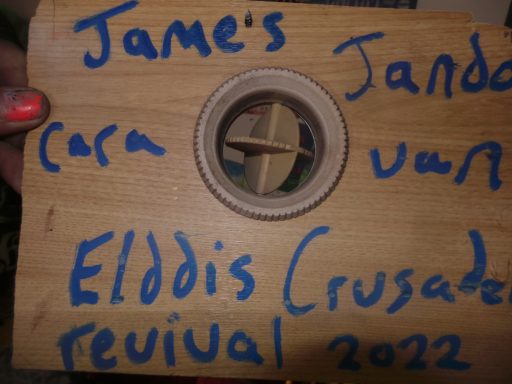 James's Jando
cara van
Elddis Crusader
revival 2022